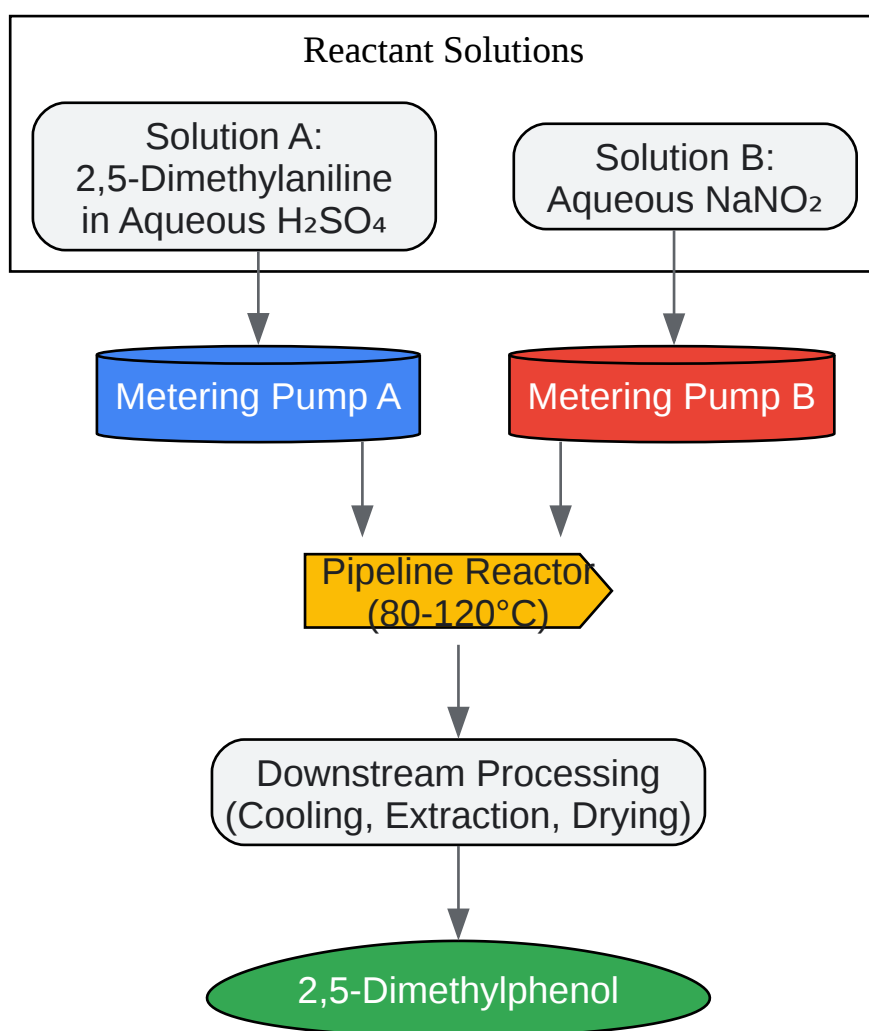 Reactant Solutions
Solution A:
2,5-Dimethylaniline
in Aqueous H₂SO₄
Solution B:
Aqueous NaNO₂
Metering Pump A
Metering Pump B
Pipeline Reactor
(80-120°C)
Downstream Processing
(Cooling, Extraction, Drying)
2,5-Dimethylphenol